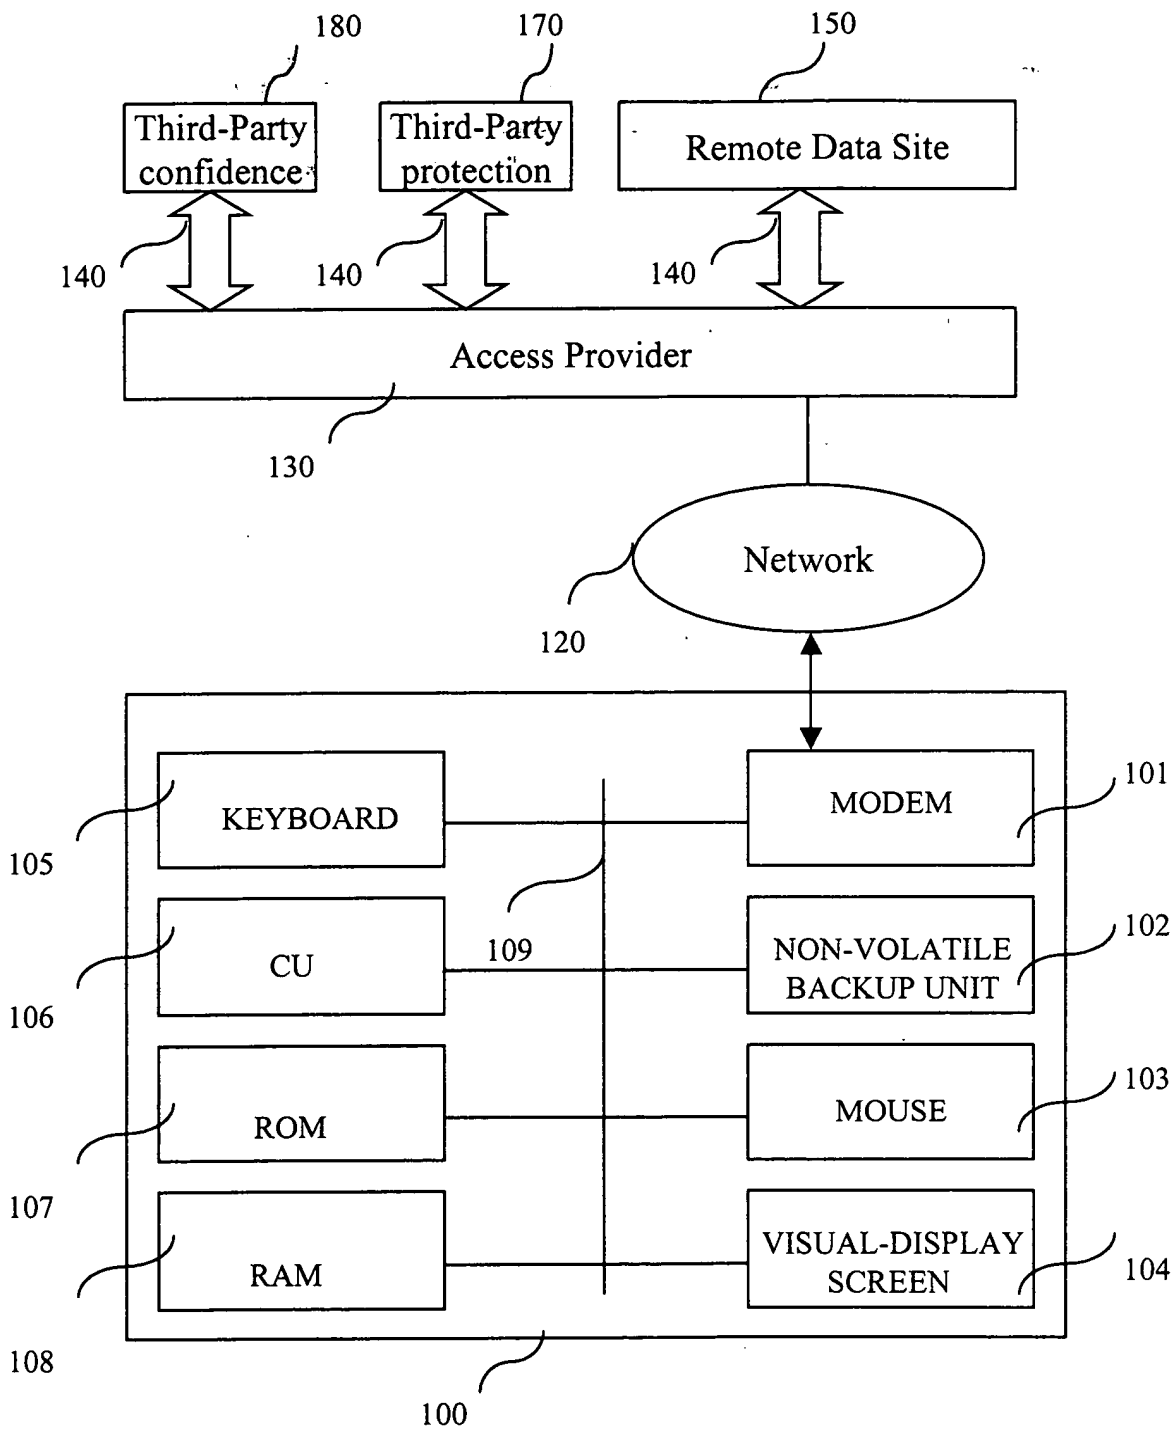 180
170
150
Third-Party
confidence
Third-Party
protection
Remote Data Site
140
140
140
Access Provider
130
Network
120
KEYBOARD
MODEM
101
105
109
CU
NON-VOLATILE
BACKUP UNIT
102
106
ROM
MOUSE
103
107
RAM
VISUAL-DISPLAY
SCREEN
104
108
100